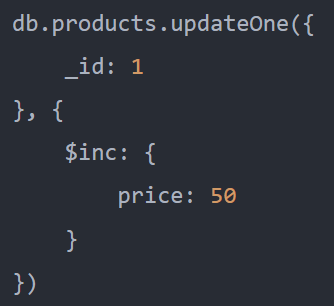 db.products.updateOne({
    _id: 1
}, {
    $inc: {
        price: 50
    }
})